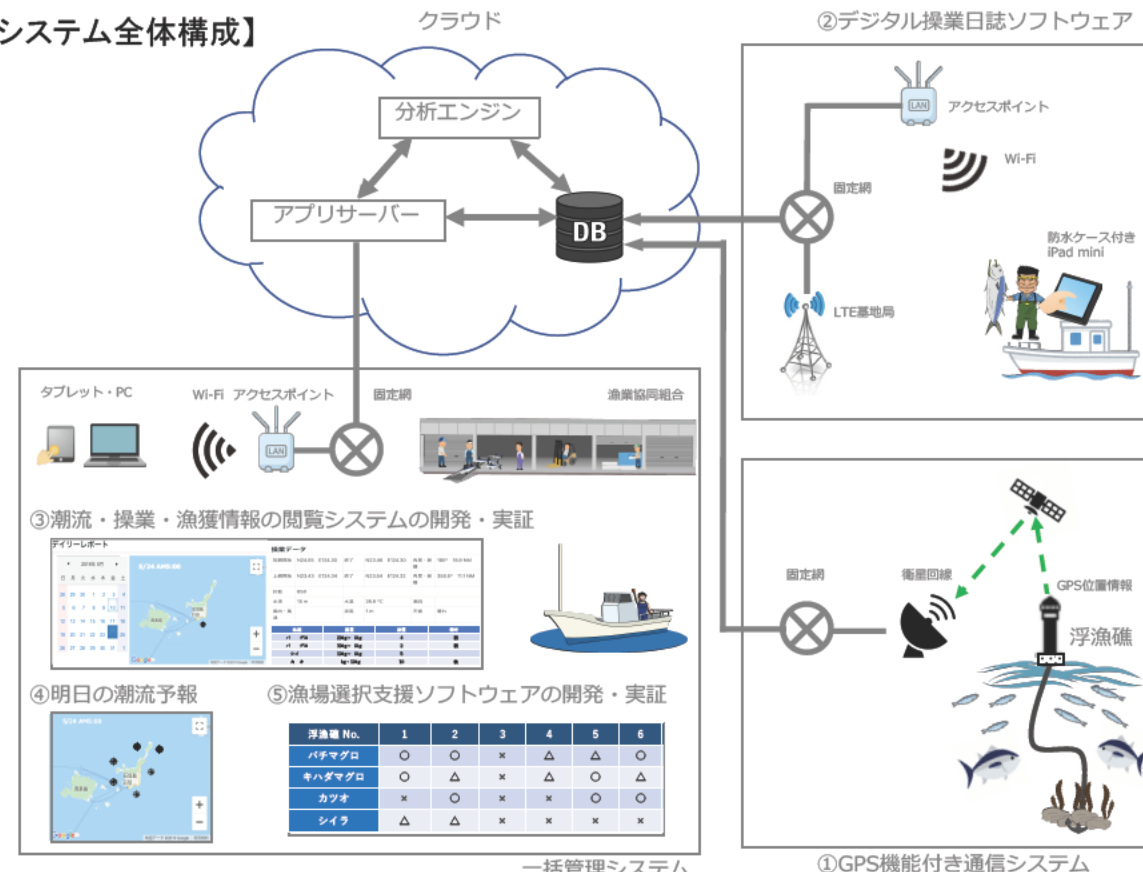 システム全体構成】
クラウド
分析エンジン
アプリサーバー
DB
②デジタル操業日誌ソフトウェア
LAN
アクセスポイント
Wi-Fi
固定網
防水ケース付き
iPad mini
LTE基地局
タブレット・PC
Wi-Fi アクセスポイント
固定網
漁業協同組合
LAN
③潮流・操業・漁獲情報の閲覧システムの開発・実証
デイリーレポート
5/24 AM5:00
操業データ
④明日の潮流予報
5/24 AM5:00
⑤漁場選択支援ソフトウェアの開発・実証
浮漁礁 No. 1 2 3 4 5 6
バチマグロ ○ ○ × △ △ ○
キハダマグロ ○ △ × △ ○ △
カツオ × ○ × × ○ ○
シイラ △ △ × × × ×
一括管理システム
固定網
衛星回線
GPS位置情報
浮漁礁
①GPS機能付き通信システム